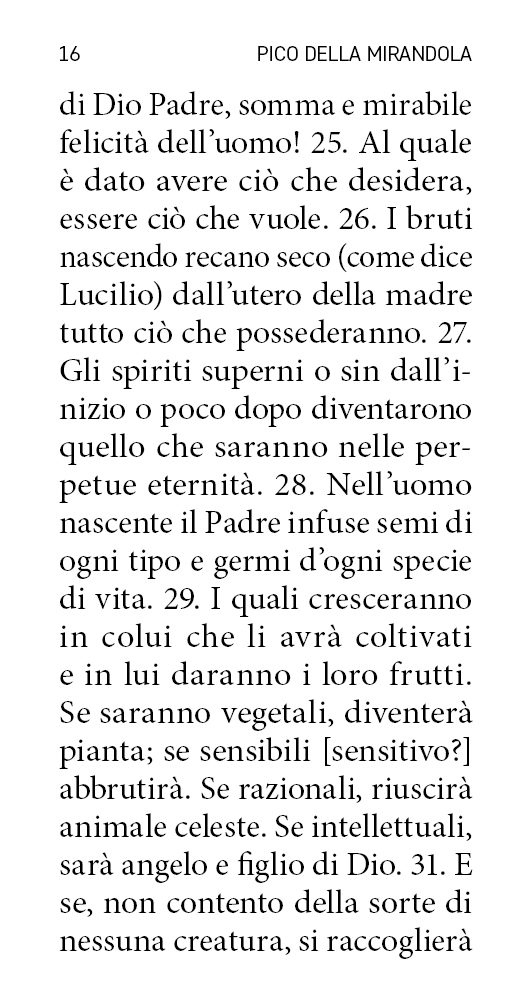 16 PICO DELLA MIRANDOLA
di Dio Padre, somma e mirabile
felicità dell’uomo! 25. Al quale
è dato avere ciò che desidera,
essere ciò che vuole. 26. I bruti
nascendo recano seco (come dice
Lucilio) dall’utero della madre
tutto ciò che possederanno. 27.
Gli spiriti superni o sin dall’i-
nizio o poco dopo diventarono
quello che saranno nelle per-
petue eternità. 28. Nell’uomo
nascente il Padre infuse semi di
ogni tipo e germi d’ogni specie
di vita. 29. I quali cresceranno
in colui che li avrà coltivati
e in lui daranno i loro frutti.
Se saranno vegetali, diventerà
pianta; se sensibili [sensitivo?]
abbrutirà. Se razionali, riuscirà
animale celeste. Se intellettuali,
sarà angelo e figlio di Dio. 31. E
se, non contento della sorte di
nessuna creatura, si raccoglierà